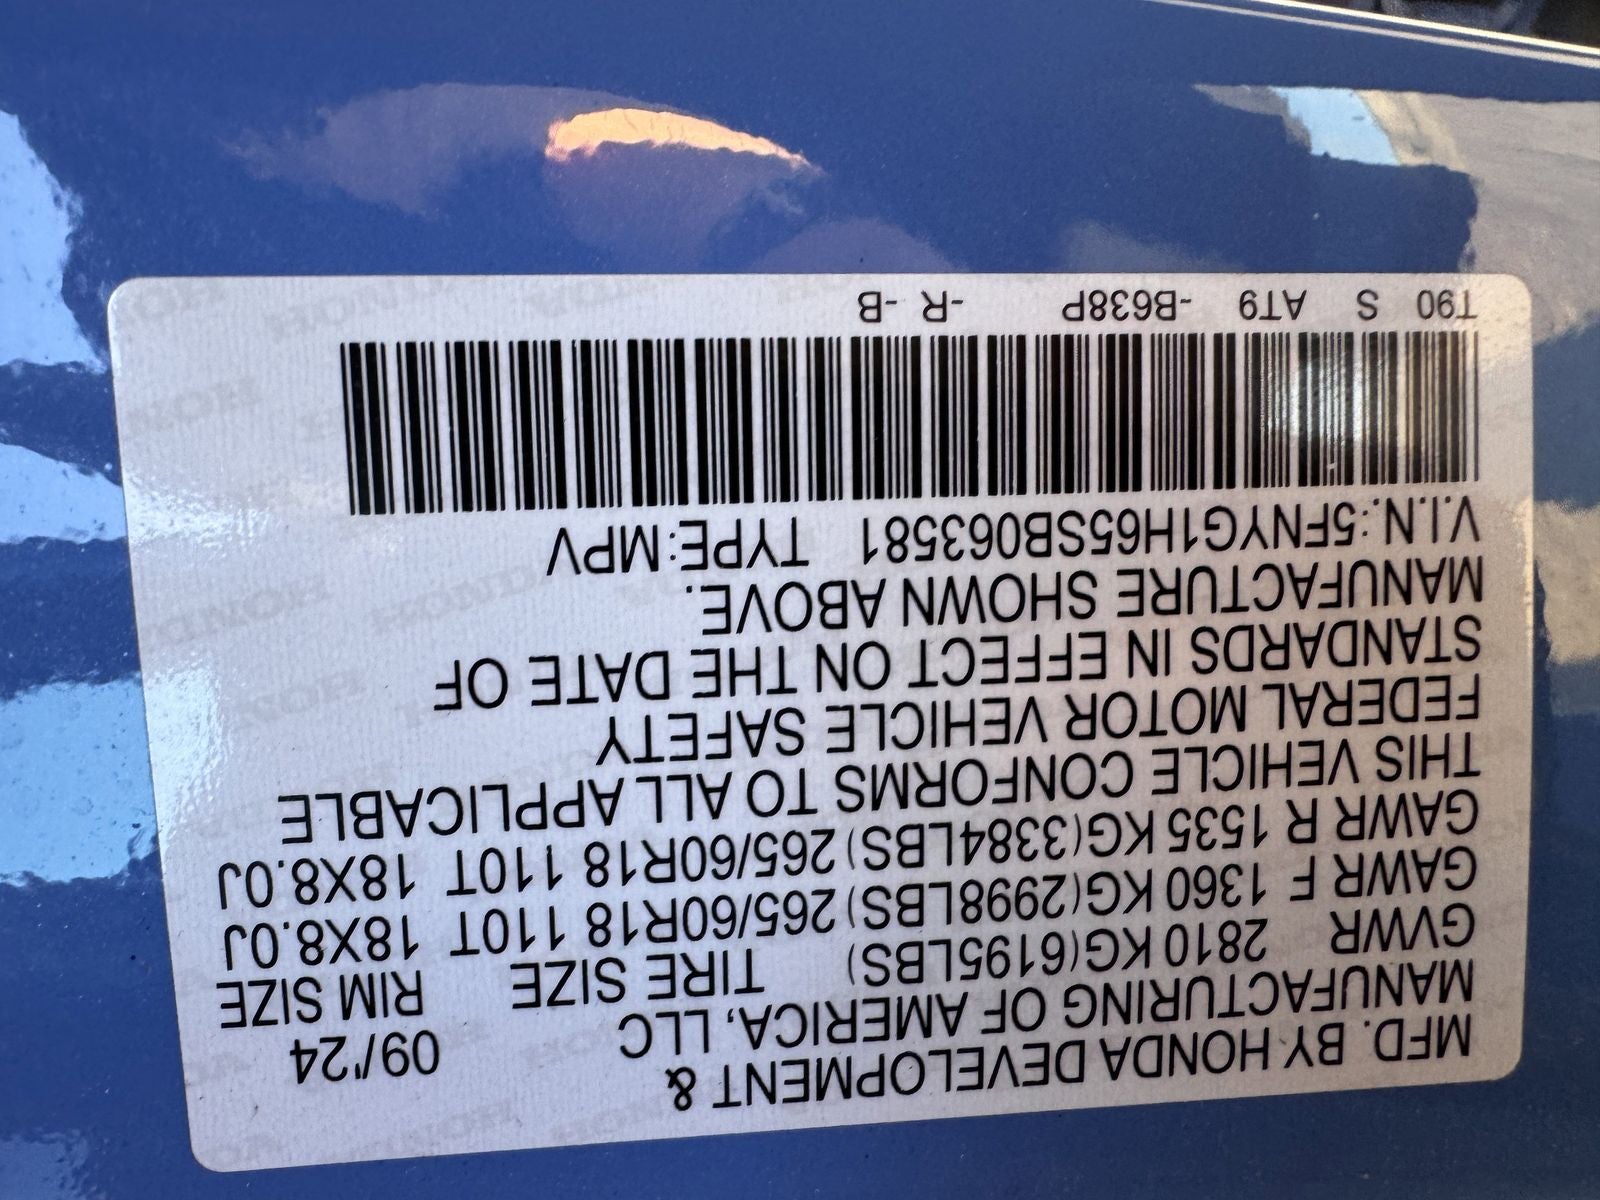 MFD. BY HONDA DEVELOPMENT &
MANUFACTURING OF AMERICA, LLC 09/'24
GVWR 2810 KG(6195LBS) TIRE SIZE RIM SIZE
GAWR F 1360 KG(2998LBS) 265/60R18 110T 18X8.0J
GAWR R 1535 KG(3384LBS) 265/60R18 110T 18X8.0J
THIS VEHICLE CONFORMS TO ALL APPLICABLE
FEDERAL MOTOR VEHICLE SAFETY
STANDARDS IN EFFECT ON THE DATE OF
MANUFACTURE SHOWN ABOVE.
V.I.N.:5FNYG1H65SB063581 TYPE:MPV
T90 S AT9 -B638P -R -B